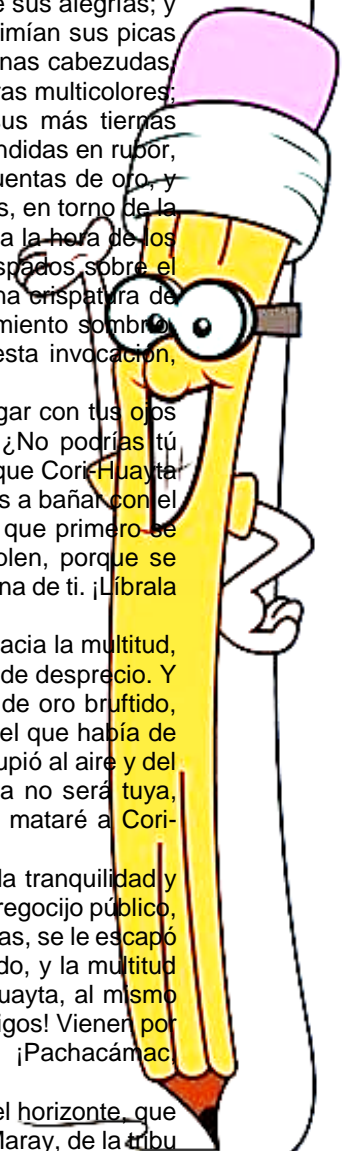 e sus alegrías; y
imían sus picas
nas cabezudas,
ras multicolores;
sus más tiernas
ndidas en rubor,
uentas de oro, y
s, en torno de la
a la hora de los
spados sobre el
na crispatura de
miento sombrío,
esta invocación,
gar con tus ojos
¿No podrías tú
que Cori-Huayta
s a bañar con el
que primero se
olen, porque se
na de ti. ¡Líbrala
hacia la multitud,
de desprecio. Y
de oro bruftido,
el que había de
upió al aire y del
a no será tuya,
mataré a Cori-
la tranquilidad y
regocijo público,
as, se le escapó
do, y la multitud
uayta, al mismo
igos! Vienen por
¡Pachacámac,
el horizonte, que
Maray, de la tribu